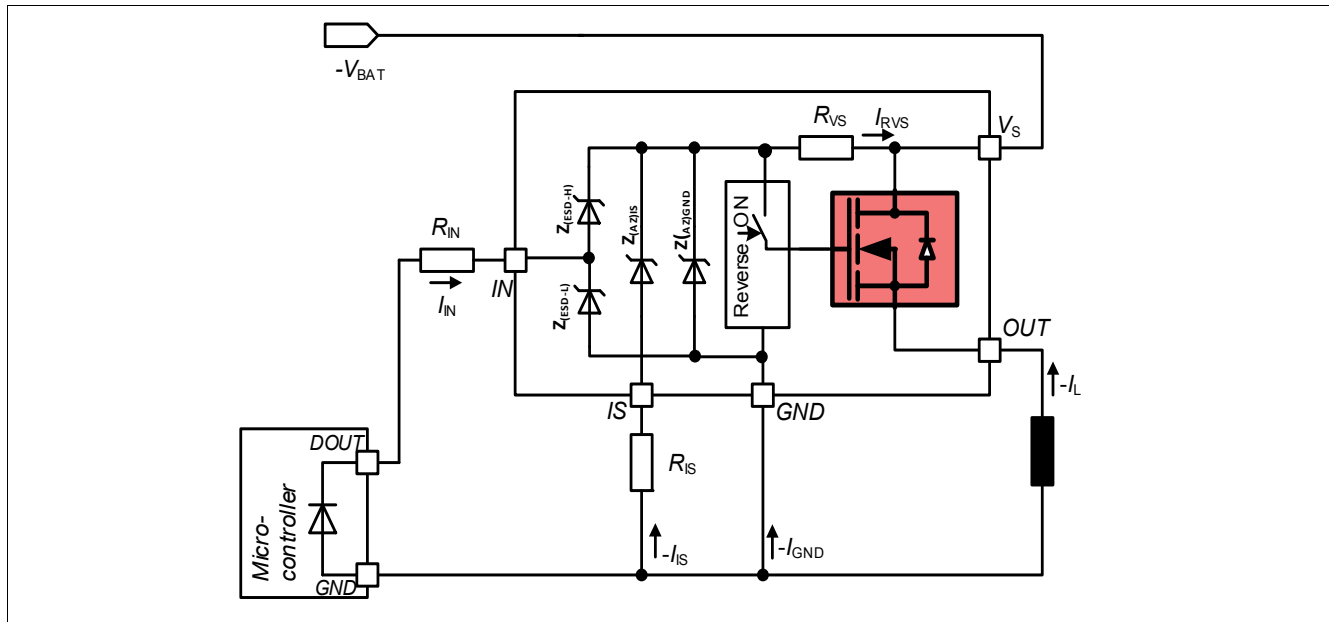 -VBAT
RVS
IRVS
VS
Z(ESD-H)
Z(AZ)IS
Z(AZ)GND
Reverse ON
RIN
IIN
IN
Z(ESD-L)
OUT
IS
GND
-IL
DOUT
RIS
Micro-
controller
-IIS
-IGND
GND